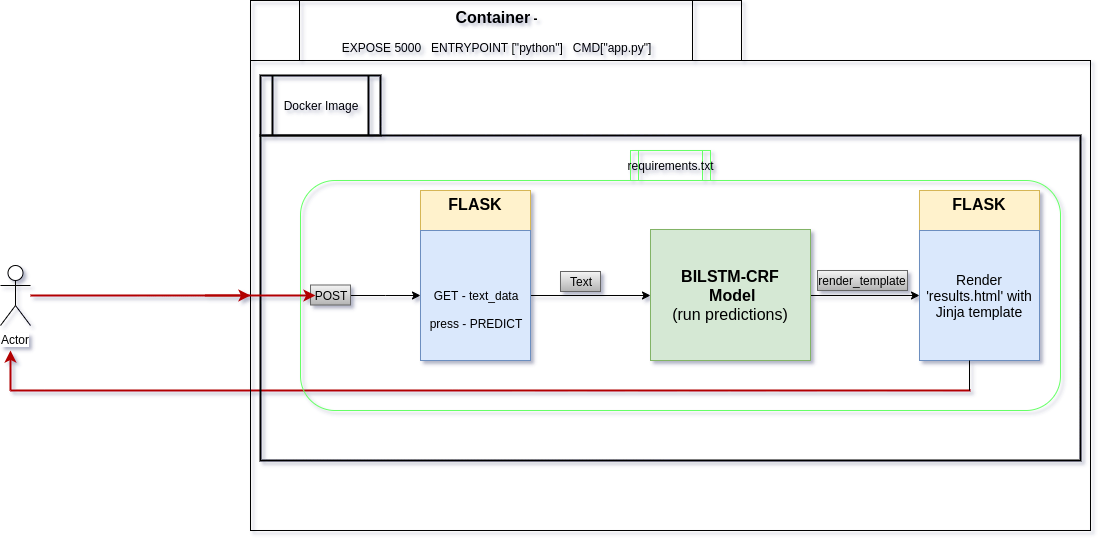 Container -
EXPOSE 5000   ENTRYPOINT ["python"]   CMD["app.py"]
Docker Image
requirements.txt
FLASK
FLASK
POST
GET - text_data
press - PREDICT
Text
BILSTM-CRF
Model
(run predictions)
render_template
Render
'results.html' with
Jinja template
Actor